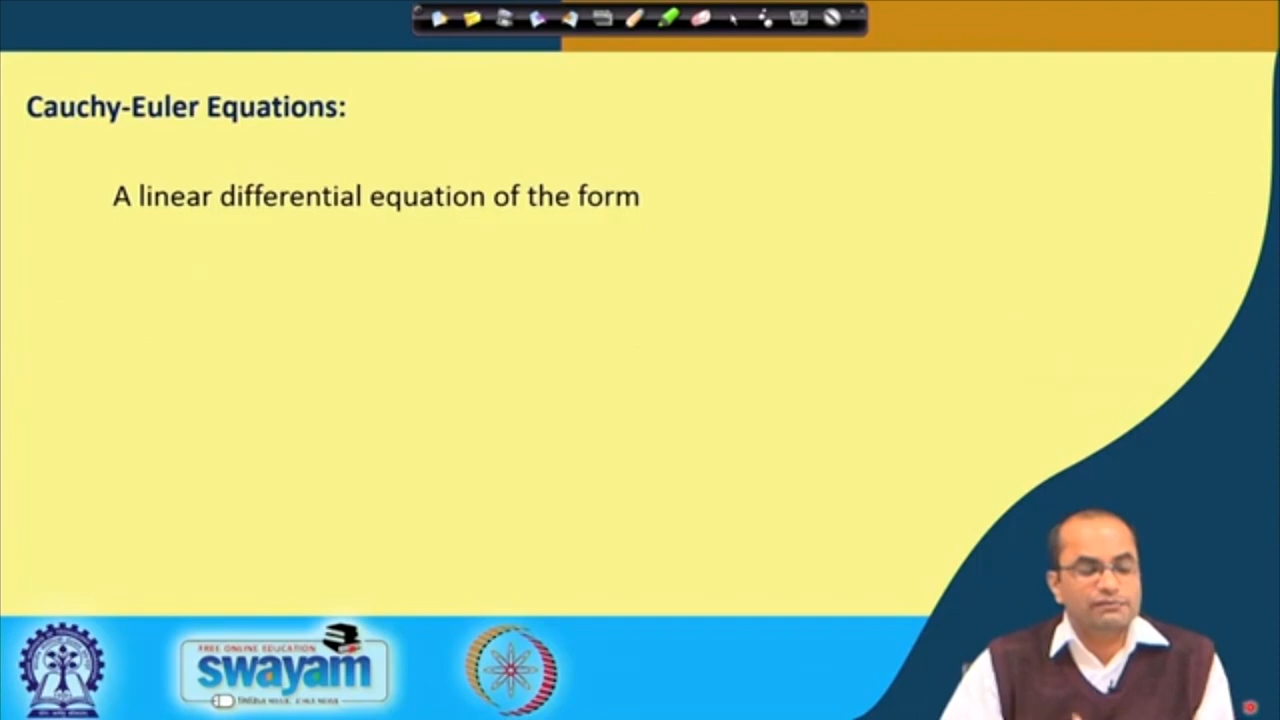 Cauchy-Euler Equations:
A linear differential equation of the form
FREE ONLINE EDUCATION
swayam